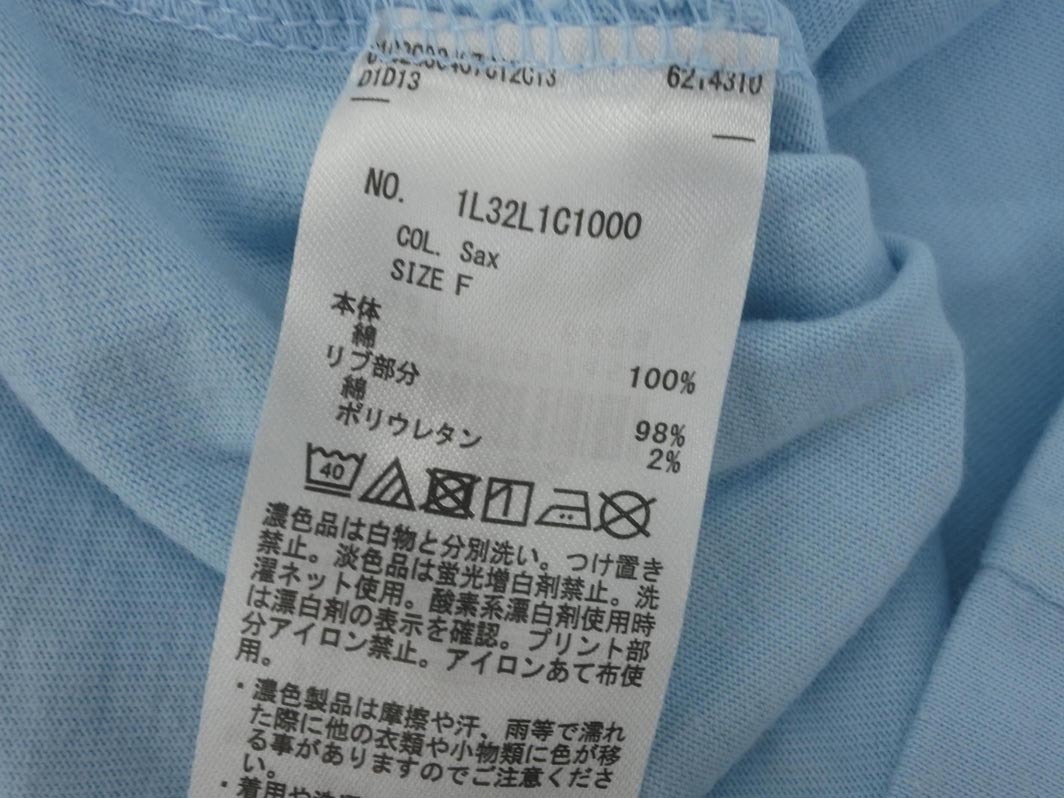 6214310
D1D13
NO. 1L32L1C1000
COL. Sax
SIZE F
本体
綿 100%
リブ部分
綿 98%
ポリウレタン 2%
40
濃色品は白物と分別洗い。つけ置き
禁止。淡色品は蛍光増白剤禁止。洗
濯ネット使用。酸素系漂白剤使用時
は漂白剤の表示を確認。プリント部
分アイロン禁止。アイロンあて布使
用。
・濃色製品は摩擦や汗、雨等で濡れ
た際に他の衣類や小物類に色が移
る事がありますのでご注意くださ
い。
・着用や洗